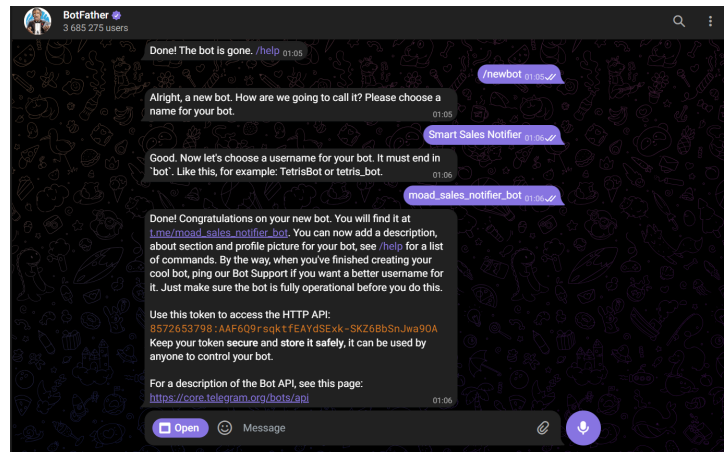 BotFather
3 685 275 users
Done! The bot is gone. /help 01:05
/newbot 01:05
Alright, a new bot. How are we going to call it? Please choose a
name for your bot.
01:05
Smart Sales Notifier 01:06
Good. Now let's choose a username for your bot. It must end in
`bot`. Like this, for example: TetrisBot or tetris_bot.
01:06
moad_sales_notifier_bot 01:06
Done! Congratulations on your new bot. You will find it at
t.me/moad_sales_notifier_bot. You can now add a description,
about section and profile picture for your bot, see /help for a list
of commands. By the way, when you've finished creating your
cool bot, ping our Bot Support if you want a better username for
it. Just make sure the bot is fully operational before you do this.
Use this token to access the HTTP API:
8572653798:AAF6Q9rsqktfEAYdSExk-SKZ6BbSnJwa9OA
Keep your token secure and store it safely, it can be used by
anyone to control your bot.
For a description of the Bot API, see this page:
https://core.telegram.org/bots/api
01:06
Open
Message